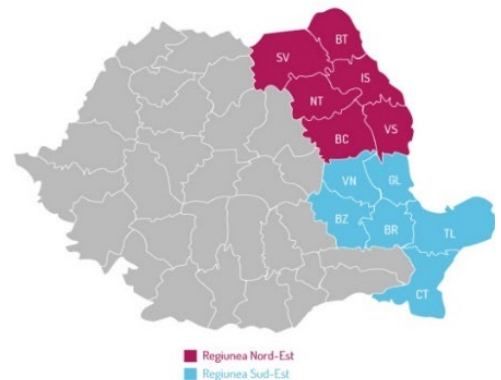 BT
SV
IS
NT
BC
VS
VN
GL
BZ
BR
TL
CT
Regiunea Nord-Est
Regiunea Sud-Est